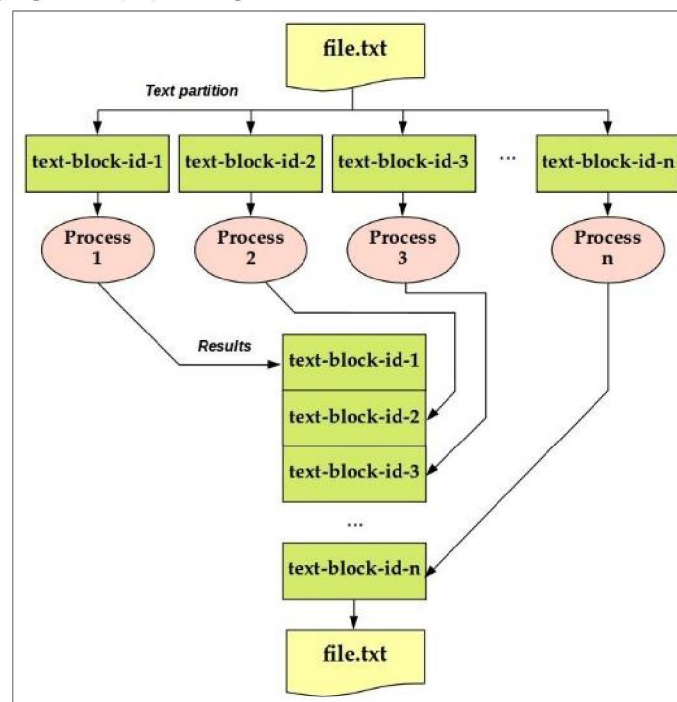 file.txt
Text partition
text-block-id-1 text-block-id-2 text-block-id-3 ... text-block-id-n
Process Process Process Process
1 2 3 n
Results
text-block-id-1
text-block-id-2
text-block-id-3
...
text-block-id-n
file.txt